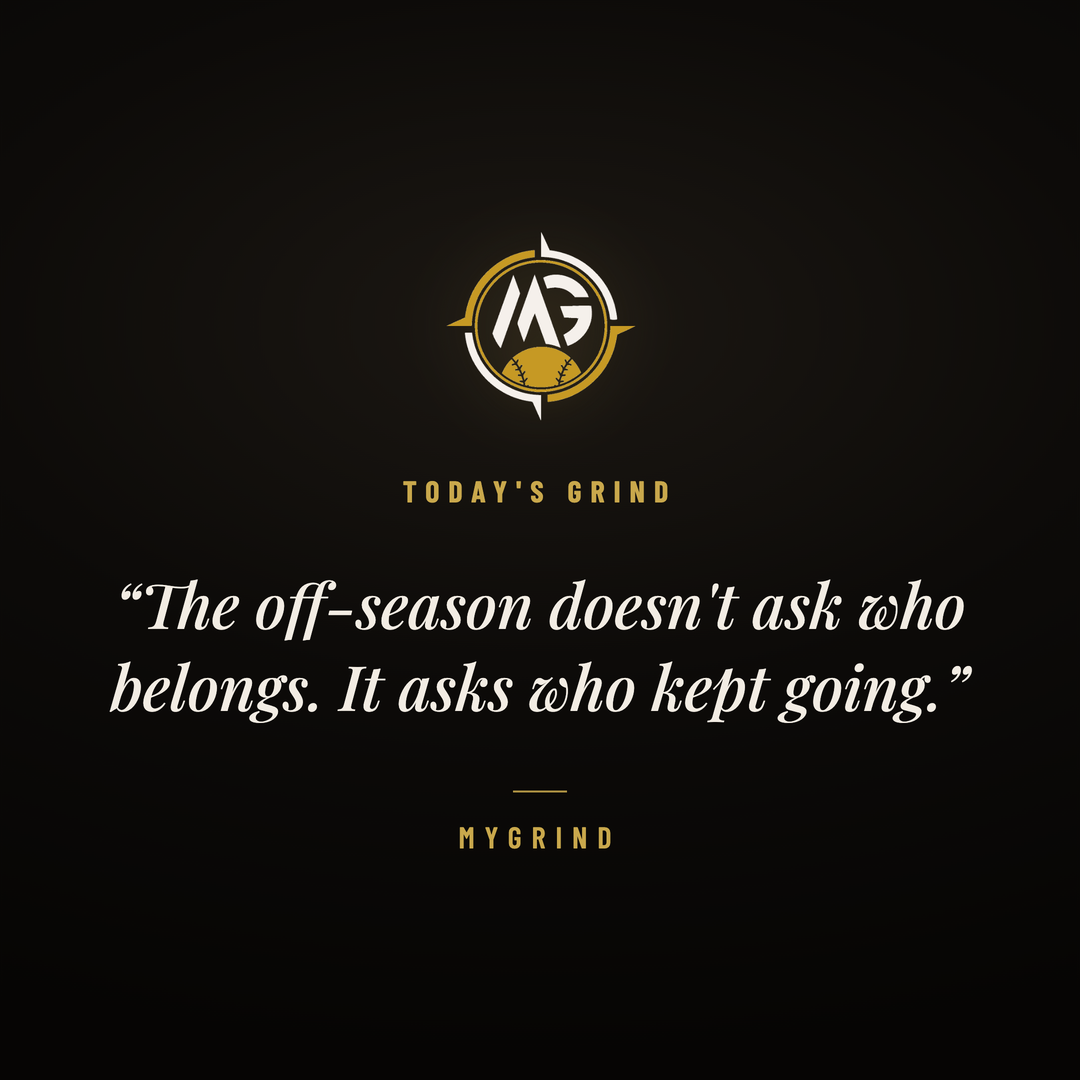 MG
TODAY'S GRIND
“The off-season doesn't ask who
belongs. It asks who kept going.”
MYGRIND